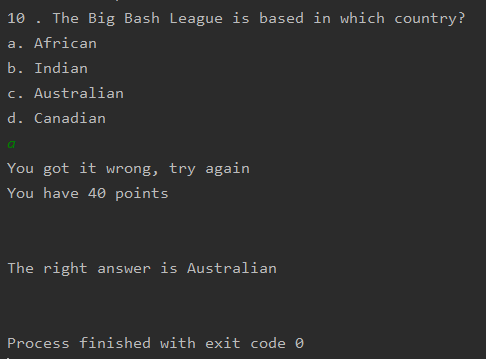 10 . The Big Bash League is based in which country?
a. African
b. Indian
c. Australian
d. Canadian
a
You got it wrong, try again
You have 40 points
The right answer is Australian
Process finished with exit code 0